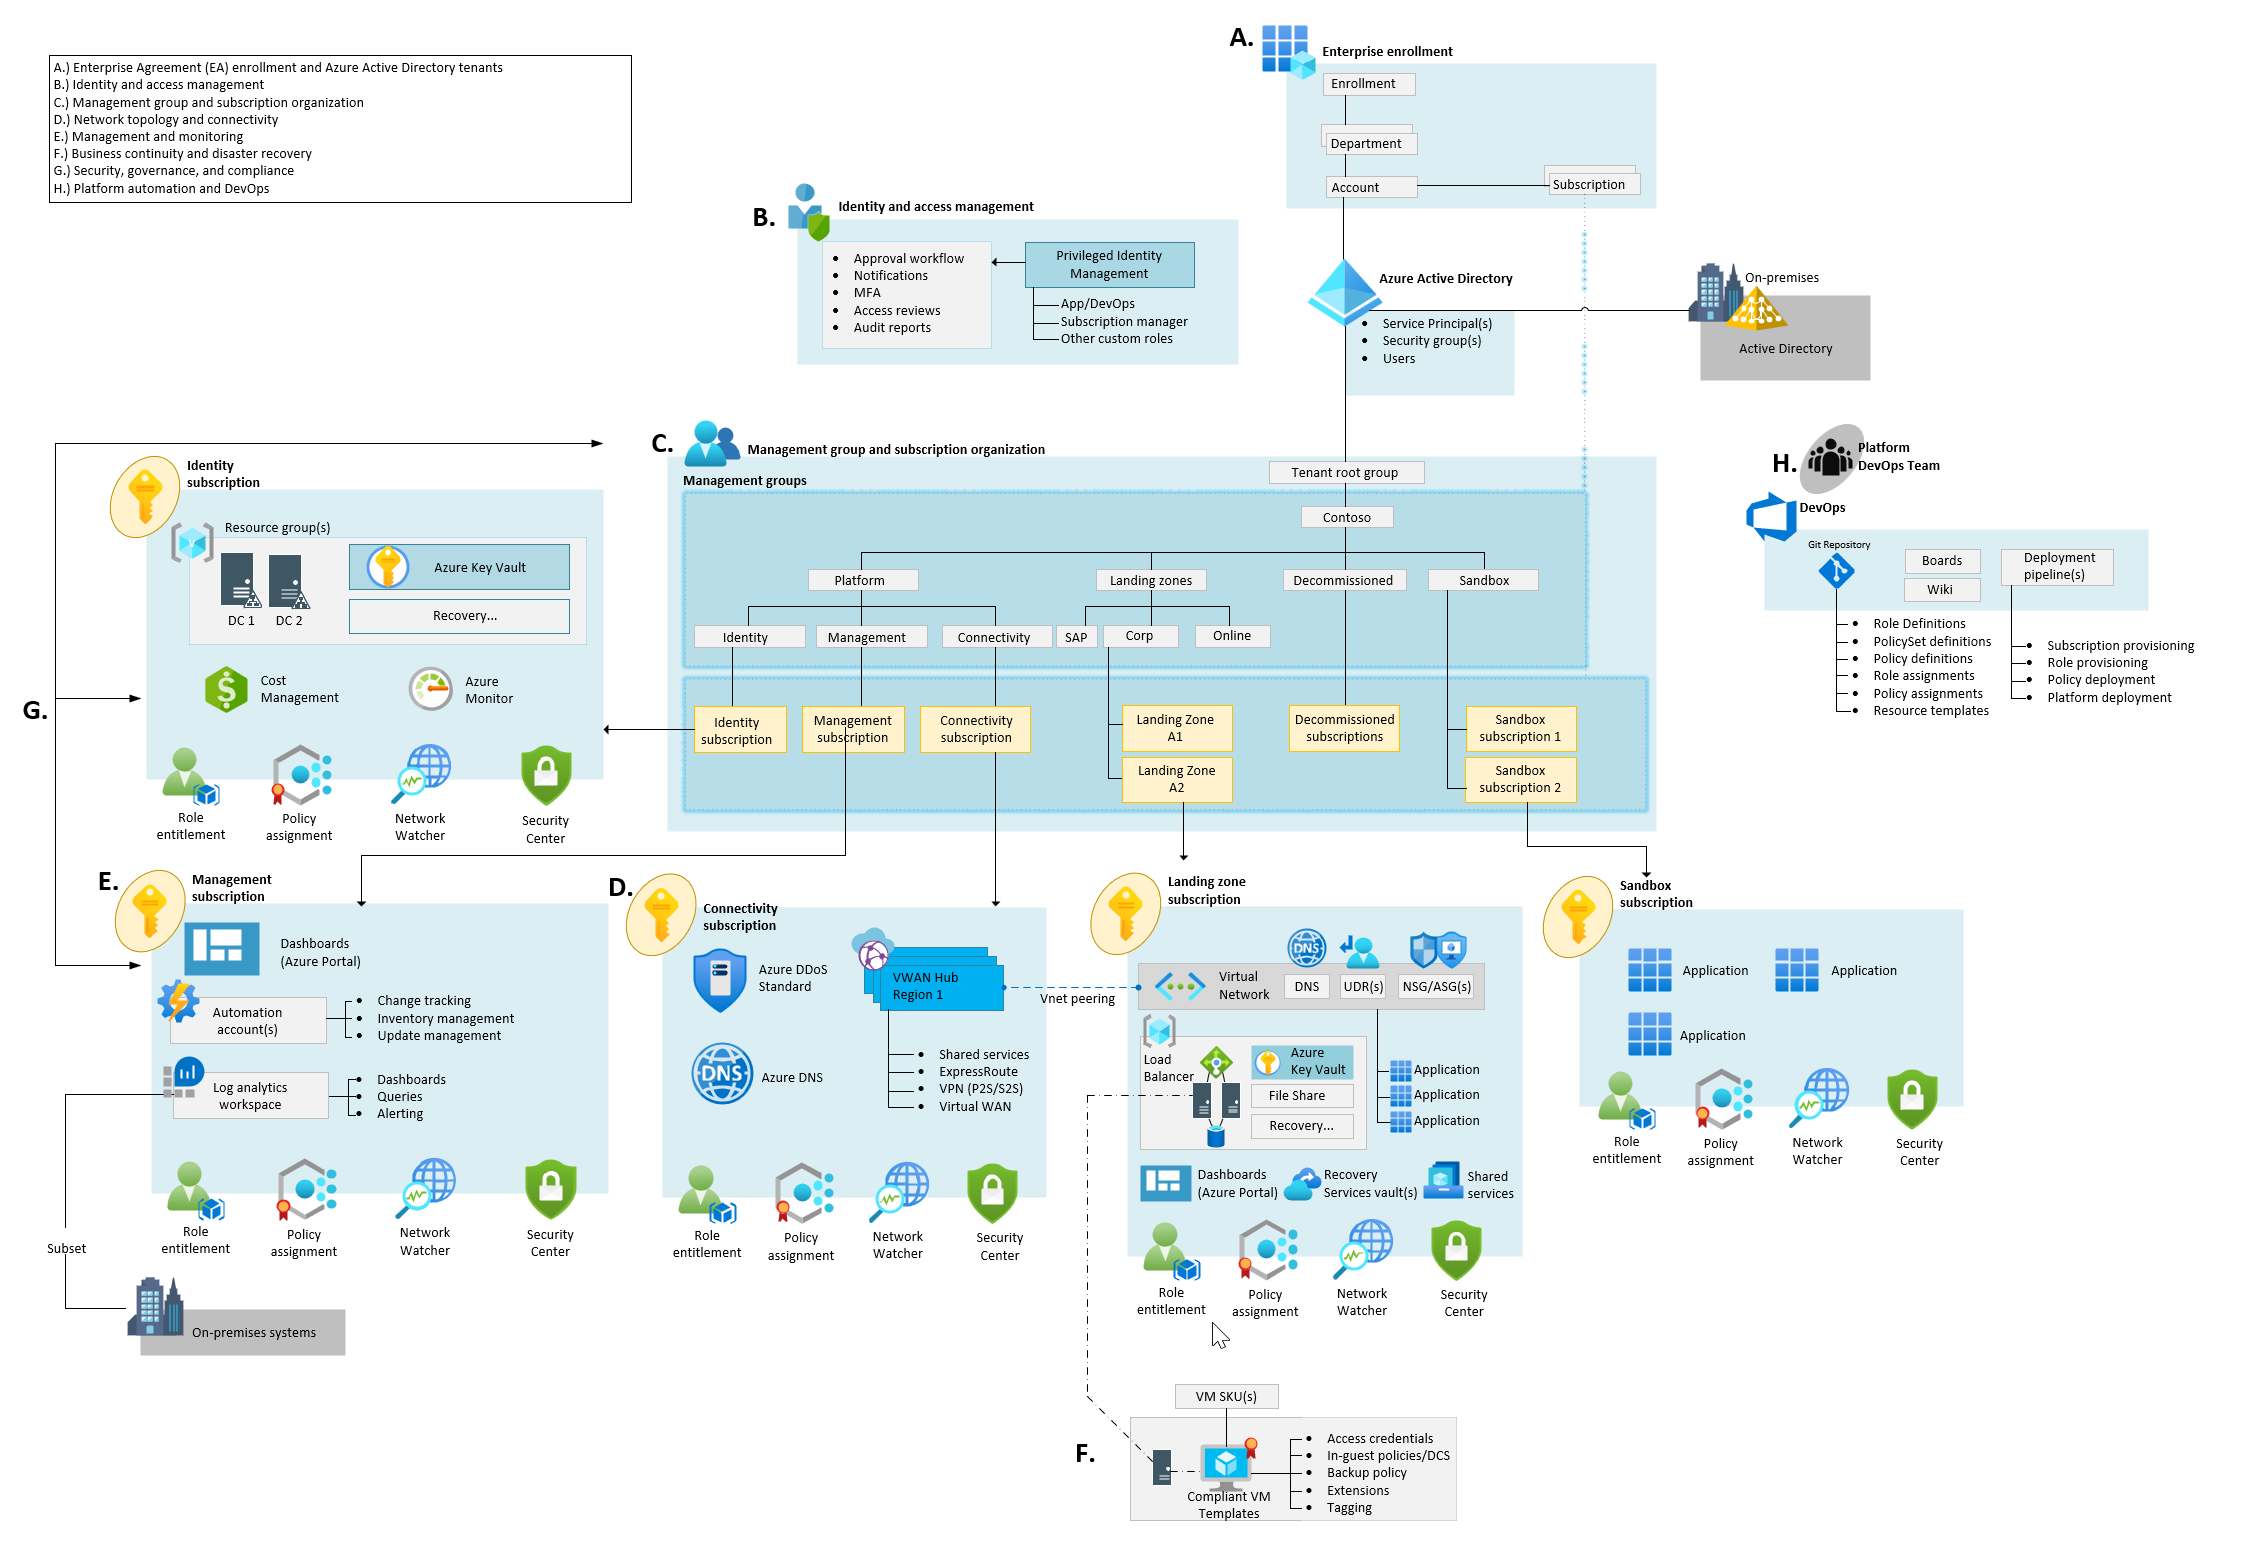 A.) Enterprise Agreement (EA) enrollment and Azure Active Directory tenants
B.) Identity and access management
C.) Management group and subscription organization
D.) Network topology and connectivity
E.) Management and monitoring
F.) Business continuity and disaster recovery
G.) Security, governance, and compliance
H.) Platform automation and DevOps
A.
Enterprise enrollment
Enrollment
Department
Account
Subscription
B.
Identity and access management
Approval workflow
Notifications
MFA
Access reviews
Audit reports
Privileged Identity
Management
App/DevOps
Subscription manager
Other custom roles
Azure Active Directory
Service Principal(s)
Security group(s)
Users
On-premises
Active Directory
C.
Management group and subscription organization
Management groups
Tenant root group
Contoso
Platform
Landing zones
Decommissioned
Sandbox
Identity
Management
Connectivity
SAP
Corp
Online
Identity
subscription
Management
subscription
Connectivity
subscription
Landing Zone
A1
Landing Zone
A2
Decommissioned
subscriptions
Sandbox
subscription 1
Sandbox
subscription 2
H.
Platform
DevOps Team
DevOps
Git Repository
Boards
Wiki
Deployment
pipeline(s)
Role Definitions
PolicySet definitions
Policy definitions
Role assignments
Policy assignments
Resource templates
Subscription provisioning
Role provisioning
Policy deployment
Platform deployment
G.
Identity
subscription
Resource group(s)
DC 1
DC 2
Azure Key Vault
Recovery...
Cost
Management
Azure
Monitor
Role
entitlement
Policy
assignment
Network
Watcher
Security
Center
E.
Management
subscription
Dashboards
(Azure Portal)
Automation
account(s)
Change tracking
Inventory management
Update management
Log analytics
workspace
Dashboards
Queries
Alerting
Role
entitlement
Policy
assignment
Network
Watcher
Security
Center
Subset
On-premises systems
D.
Connectivity
subscription
Azure DDoS
Standard
VWAN Hub
Region 1
Azure DNS
DNS
Shared services
ExpressRoute
VPN (P2S/S2S)
Virtual WAN
Vnet peering
Role
entitlement
Policy
assignment
Network
Watcher
Security
Center
Landing zone
subscription
DNS
Virtual
Network
DNS
UDR(s)
NSG/ASG(s)
Load
Balancer
Azure
Key Vault
File Share
Recovery...
Application
Application
Application
Dashboards
(Azure Portal)
Recovery
Services vault(s)
Shared
services
Role
entitlement
Policy
assignment
Network
Watcher
Security
Center
Sandbox
subscription
Application
Application
Application
Role
entitlement
Policy
assignment
Network
Watcher
Security
Center
F.
VM SKU(s)
Compliant VM
Templates
Access credentials
In-guest policies/DCS
Backup policy
Extensions
Tagging